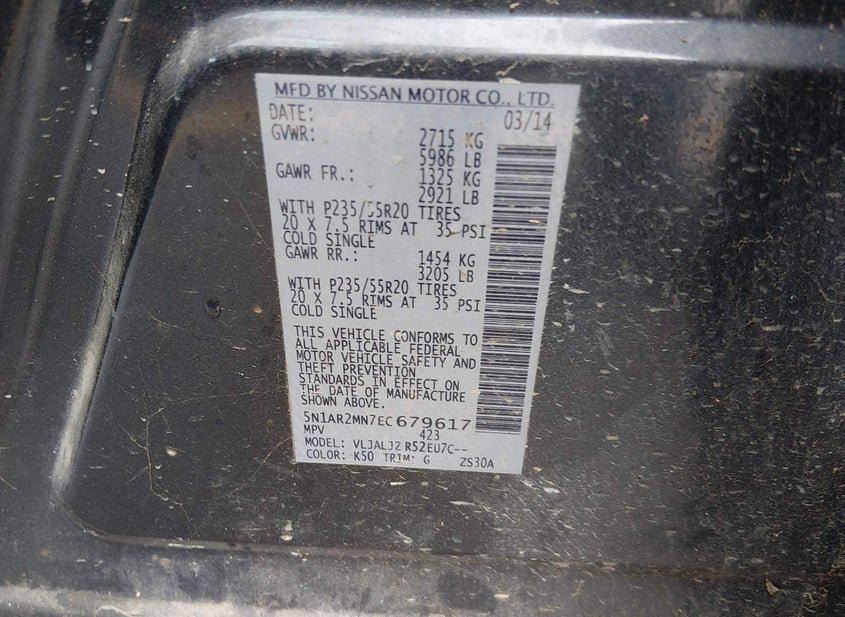 MFD BY NISSAN MOTOR CO., LTD.
DATE: 03/14
GVWR: 2715 KG
5986 LB
GAWR FR.: 1325 KG
2921 LB
WITH P235/55R20 TIRES
20 X 7.5 RIMS AT 35 PSI
COLD SINGLE
GAWR RR.: 1454 KG
3205 LB
WITH P235/55R20 TIRES
20 X 7.5 RIMS AT 35 PSI
COLD SINGLE
THIS VEHICLE CONFORMS TO
ALL APPLICABLE FEDERAL
MOTOR VEHICLE SAFETY AND
THEFT PREVENTION
STANDARDS IN EFFECT ON
THE DATE OF MANUFACTURE
SHOWN ABOVE.
5N1AR2MN7EC679617
MPV 423
MODEL: VLJALJZ R52EU7C--
COLOR: K50 TRIM: G ZS30A